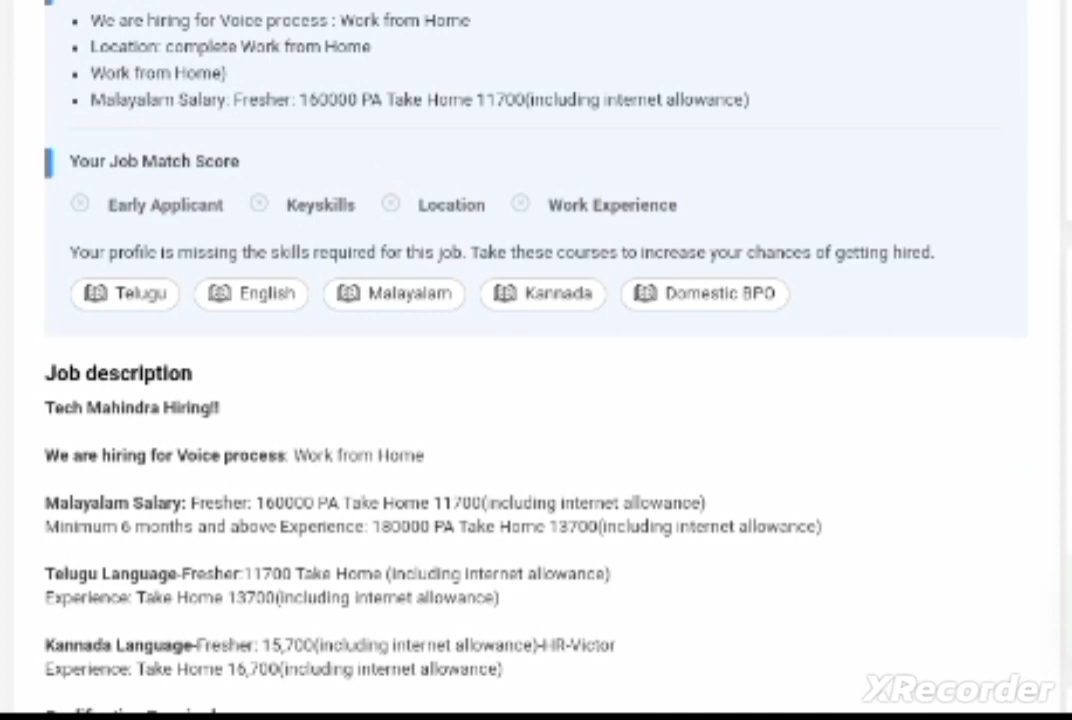 We are hiring for Voice process : Work from Home
Location: complete Work from Home
Work from Home)
Malayalam Salary: Fresher: 160000 PA Take Home 11700(including internet allowance)
Your Job Match Score
Early Applicant Keyskills Location Work Experience
Your profile is missing the skills required for this job. Take these courses to increase your chances of getting hired.
Telugu English Malayalam Kannada Domestic BPO
Job description
Tech Mahindra Hiring!!
We are hiring for Voice process: Work from Home
Malayalam Salary: Fresher: 160000 PA Take Home 11700(including internet allowance)
Minimum 6 months and above Experience: 180000 PA Take Home 13700(including internet allowance)
Telugu Language-Fresher:11700 Take Home (including internet allowance)
Experience: Take Home 13700(including internet allowance)
Kannada Language-Fresher: 15,700(including internet allowance)-HR-Victor
Experience: Take Home 16,700(including internet allowance)
XRecorder